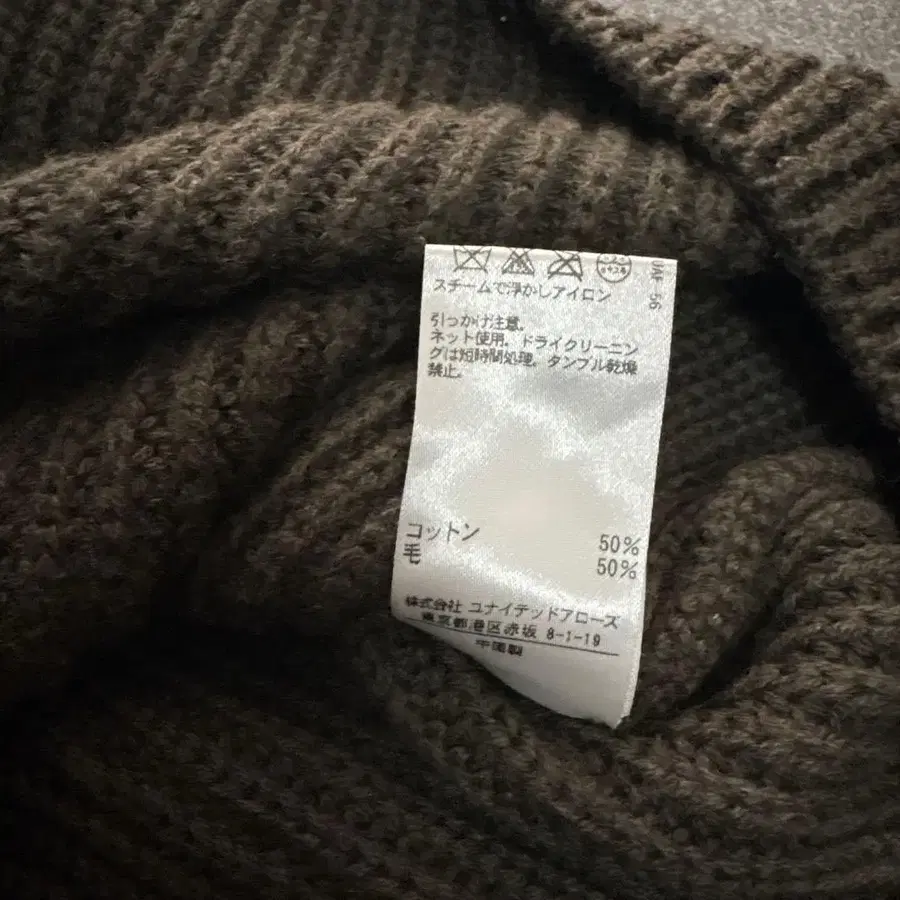 UAF 56
スチームで浮かしアイロン
引っかけ注意。
ネット使用。ドライクリーニン
グは短時間処理。タンブル乾燥
禁止。
コットン 50%
毛 50%
株式会社 ユナイテッドアローズ
東京都港区赤坂 8-1-19
中国製